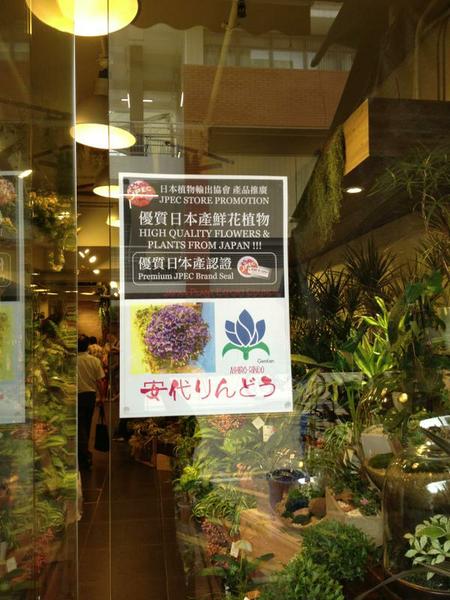 日本植物輸出協會 產品推廣
JPEC STORE PROMOTION
優質日本產鮮花植物
HIGH QUALITY FLOWERS &
PLANTS FROM JAPAN !!!
優質日本產認證
Premium JPEC Brand Seal
Gentian
ASHIRO RINDO
安代りんどう